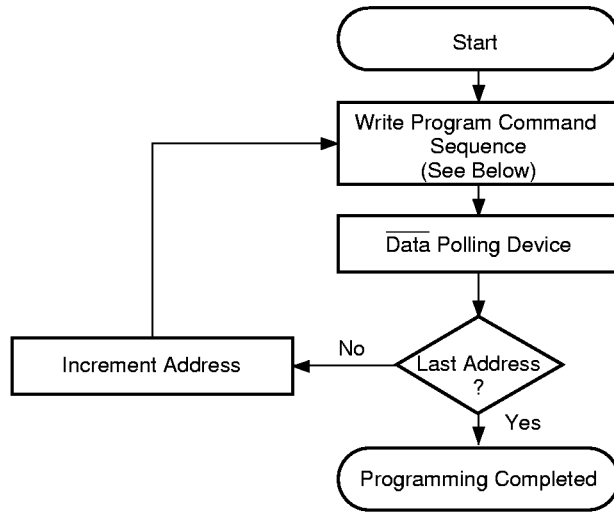 Start
Write Program Command
Sequence
(See Below)
Data Polling Device
Increment Address
No
Last Address
?
Yes
Programming Completed